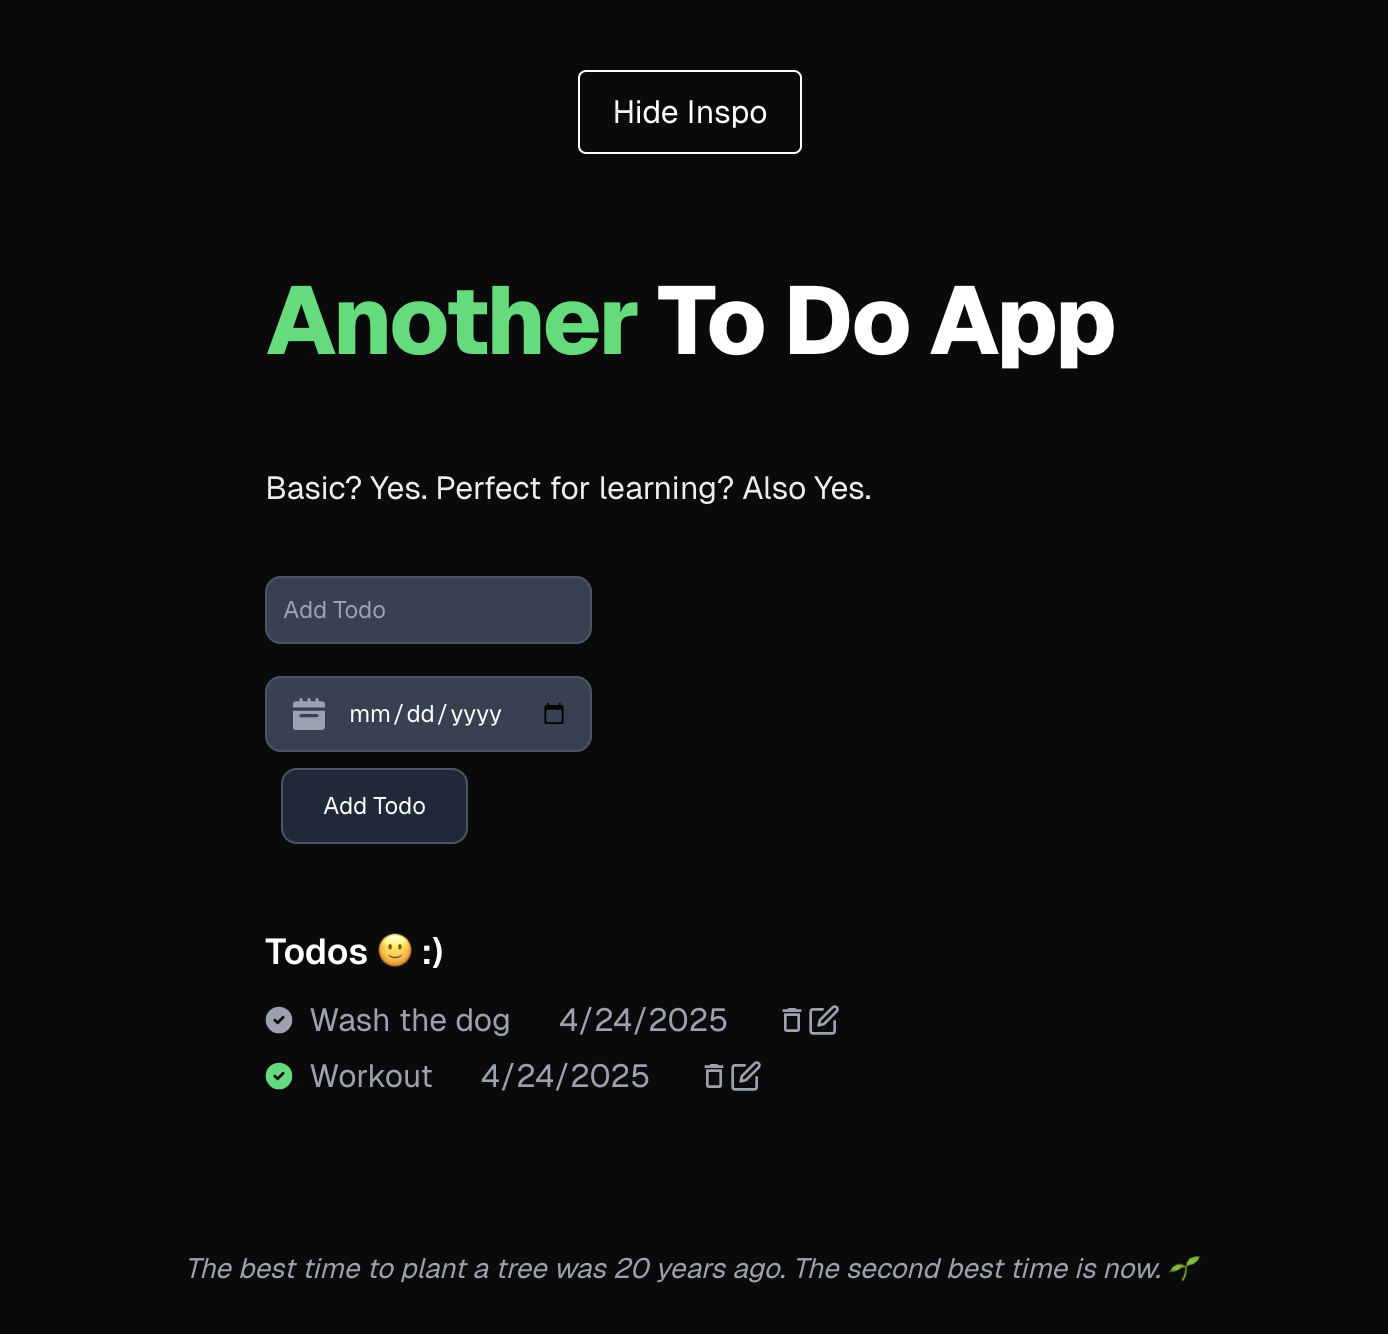 Hide Inspo
Another To Do App
Basic? Yes. Perfect for learning? Also Yes.
Add Todo
mm/dd/yyyy
Add Todo
Todos 🙂 :)
Wash the dog 4/24/2025
Workout 4/24/2025
The best time to plant a tree was 20 years ago. The second best time is now. 🌱